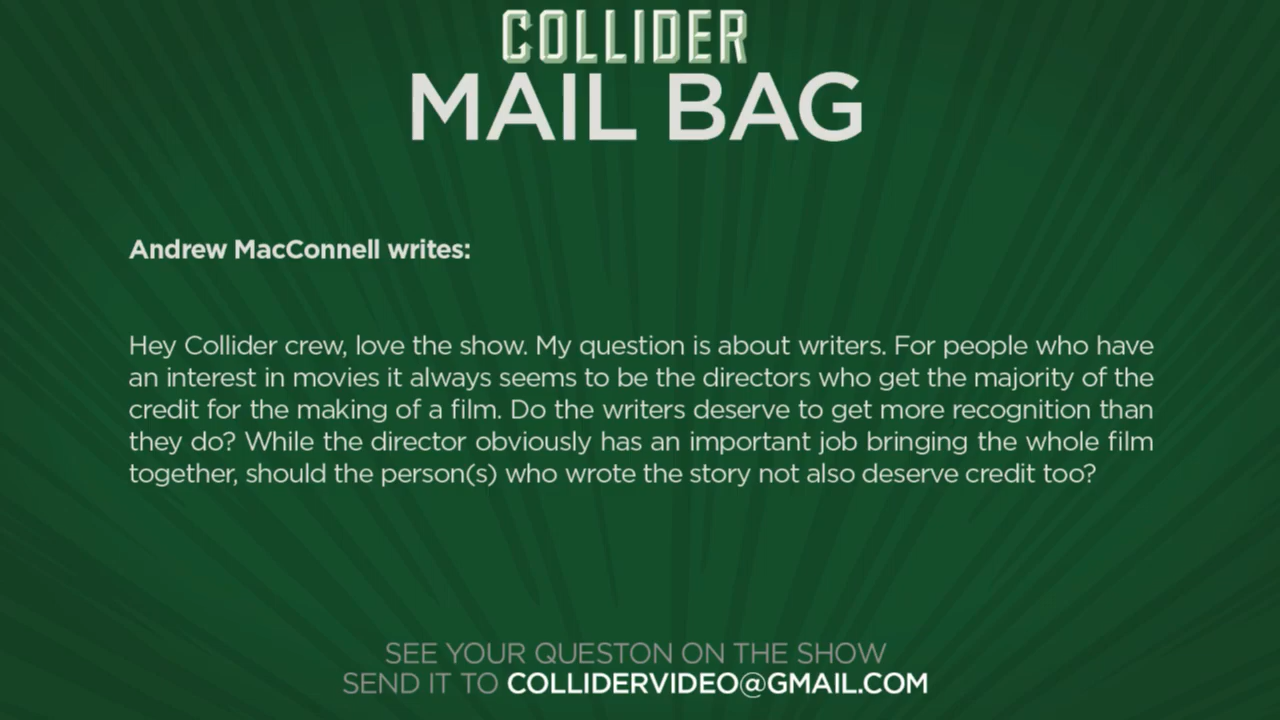 COLLIDER
MAIL BAG
Andrew MacConnell writes:
Hey Collider crew, love the show. My question is about writers. For people who have
an interest in movies it always seems to be the directors who get the majority of the
credit for the making of a film. Do the writers deserve to get more recognition than
they do? While the director obviously has an important job bringing the whole film
together, should the person(s) who wrote the story not also deserve credit too?
SEE YOUR QUESTON ON THE SHOW
SEND IT TO COLLIDERVIDEO@GMAIL.COM